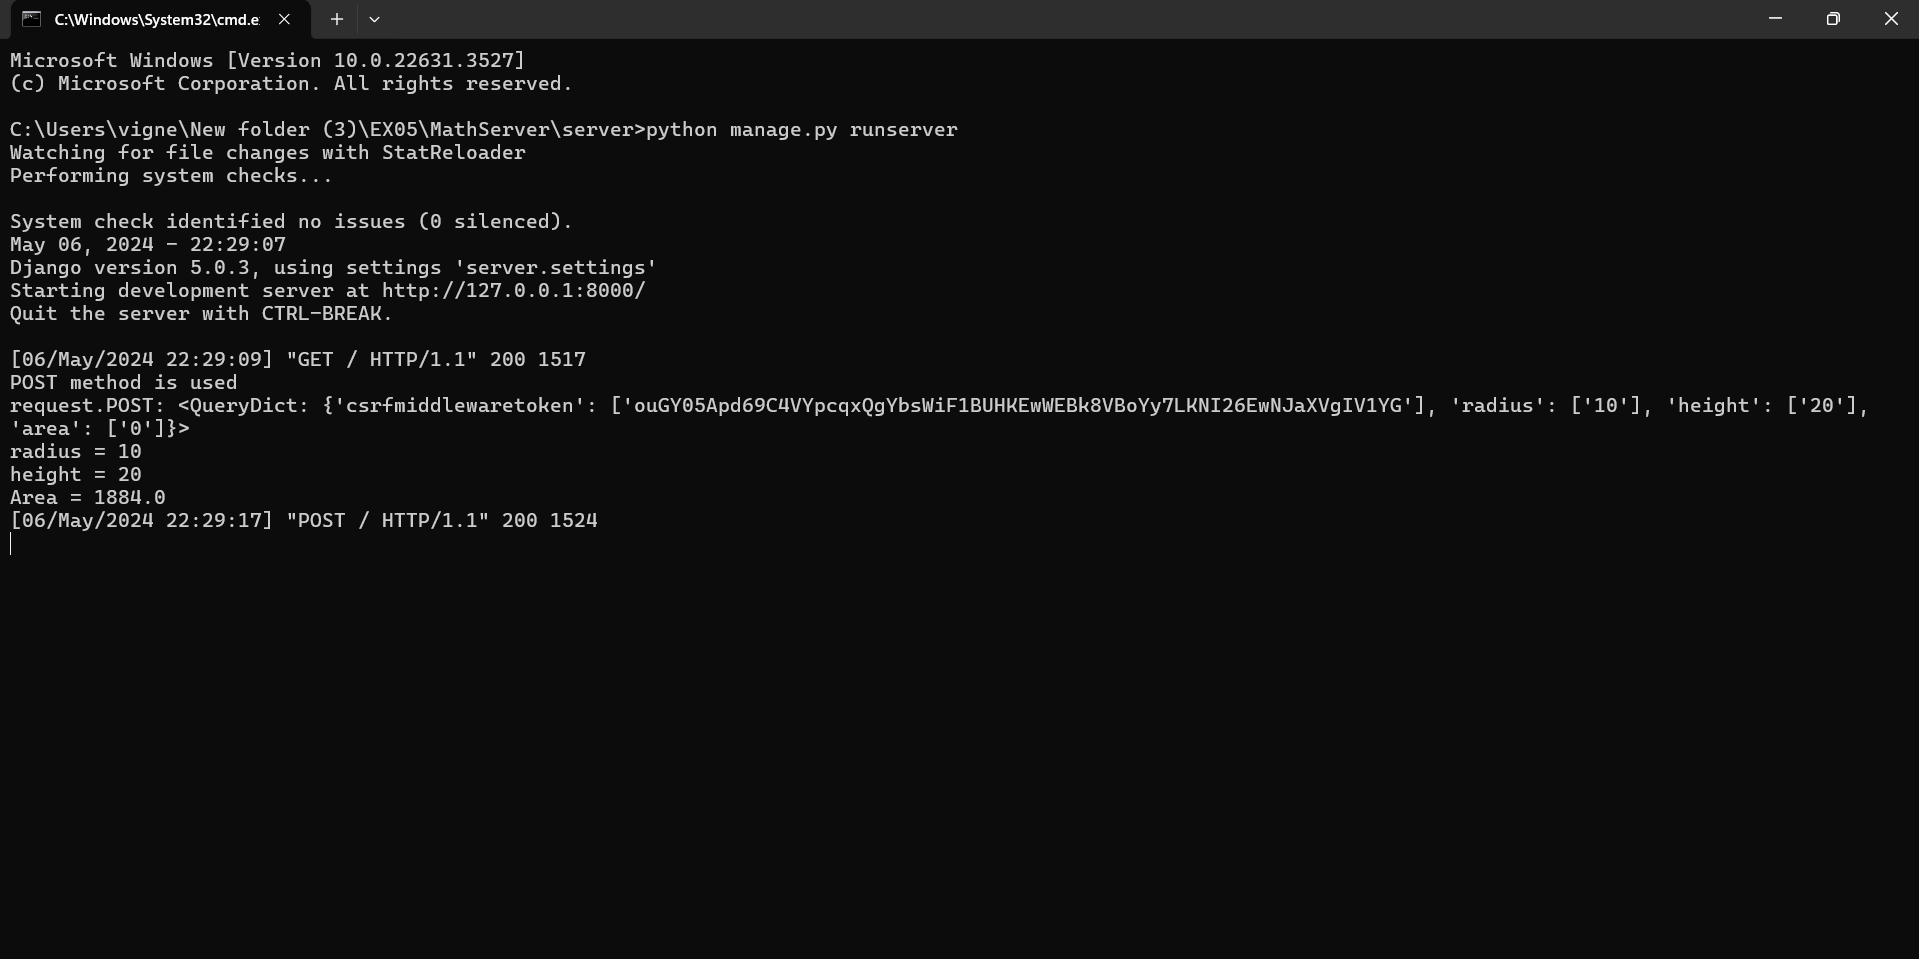 C:\Windows\System32\cmd.e
Microsoft Windows [Version 10.0.22631.3527]
(c) Microsoft Corporation. All rights reserved.
C:\Users\vigne\New folder (3)\EX05\MathServer\server>python manage.py runserver
Watching for file changes with StatReloader
Performing system checks...
System check identified no issues (0 silenced).
May 06, 2024 - 22:29:07
Django version 5.0.3, using settings 'server.settings'
Starting development server at http://127.0.0.1:8000/
Quit the server with CTRL-BREAK.
[06/May/2024 22:29:09] "GET / HTTP/1.1" 200 1517
POST method is used
request.POST: <QueryDict: {'csrfmiddlewaretoken': ['ouGY05Apd69C4VYpcqxQgYbsWiF1BUHKEwWEBk8VBoYy7LKNI26EwNJaXVgIV1YG'], 'radius': ['10'], 'height': ['20'],
'area': ['0']}>
radius = 10
height = 20
Area = 1884.0
[06/May/2024 22:29:17] "POST / HTTP/1.1" 200 1524